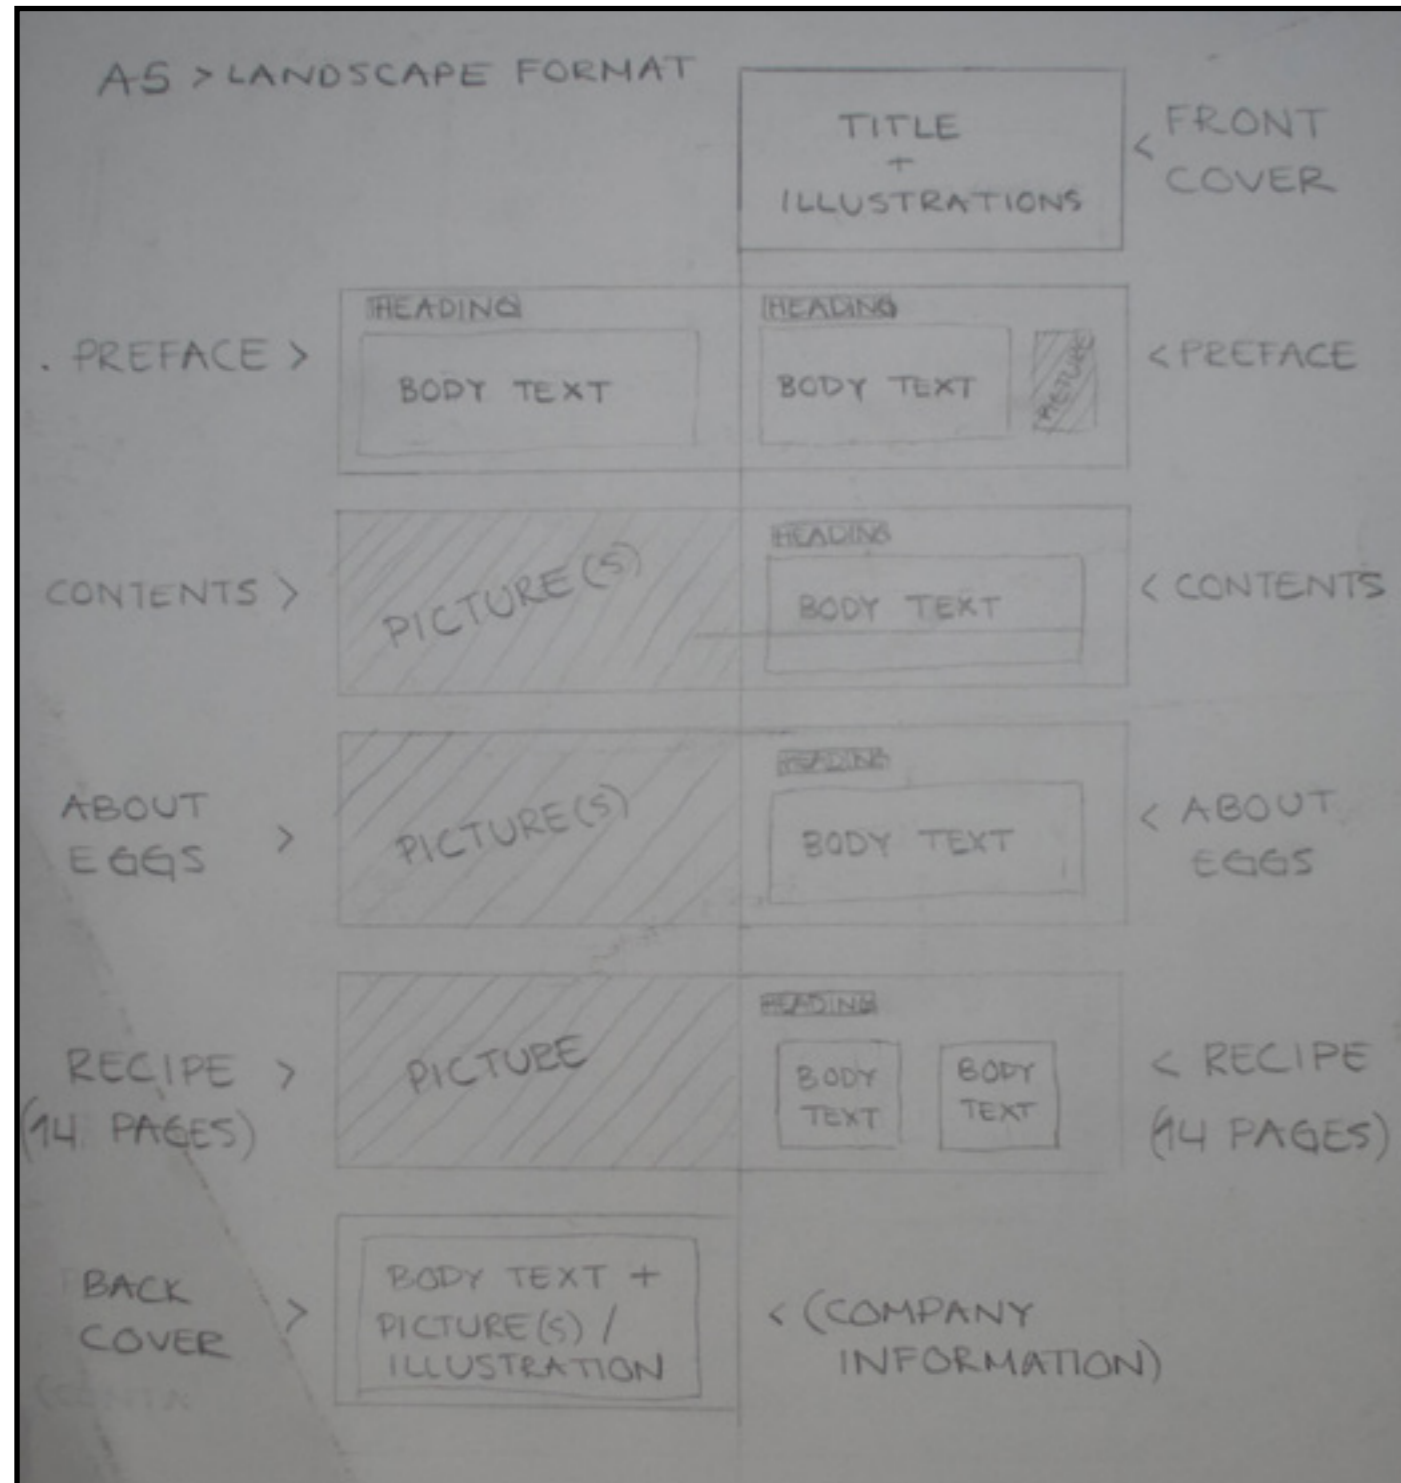 A5 > LANDSCAPE FORMAT
TITLE
+
ILLUSTRATIONS
< FRONT
COVER
. PREFACE >
HEADING
BODY TEXT
HEADING
BODY TEXT
PICTURE
< PREFACE
CONTENTS >
PICTURE(S)
HEADING
BODY TEXT
< CONTENTS
ABOUT
EGGS >
PICTURE(S)
HEADING
BODY TEXT
< ABOUT
EGGS
RECIPE >
(14 PAGES)
PICTURE
HEADING
BODY
TEXT
BODY
TEXT
< RECIPE
(14 PAGES)
BACK
COVER >
BODY TEXT +
PICTURE(S) /
ILLUSTRATION
< (COMPANY
INFORMATION)